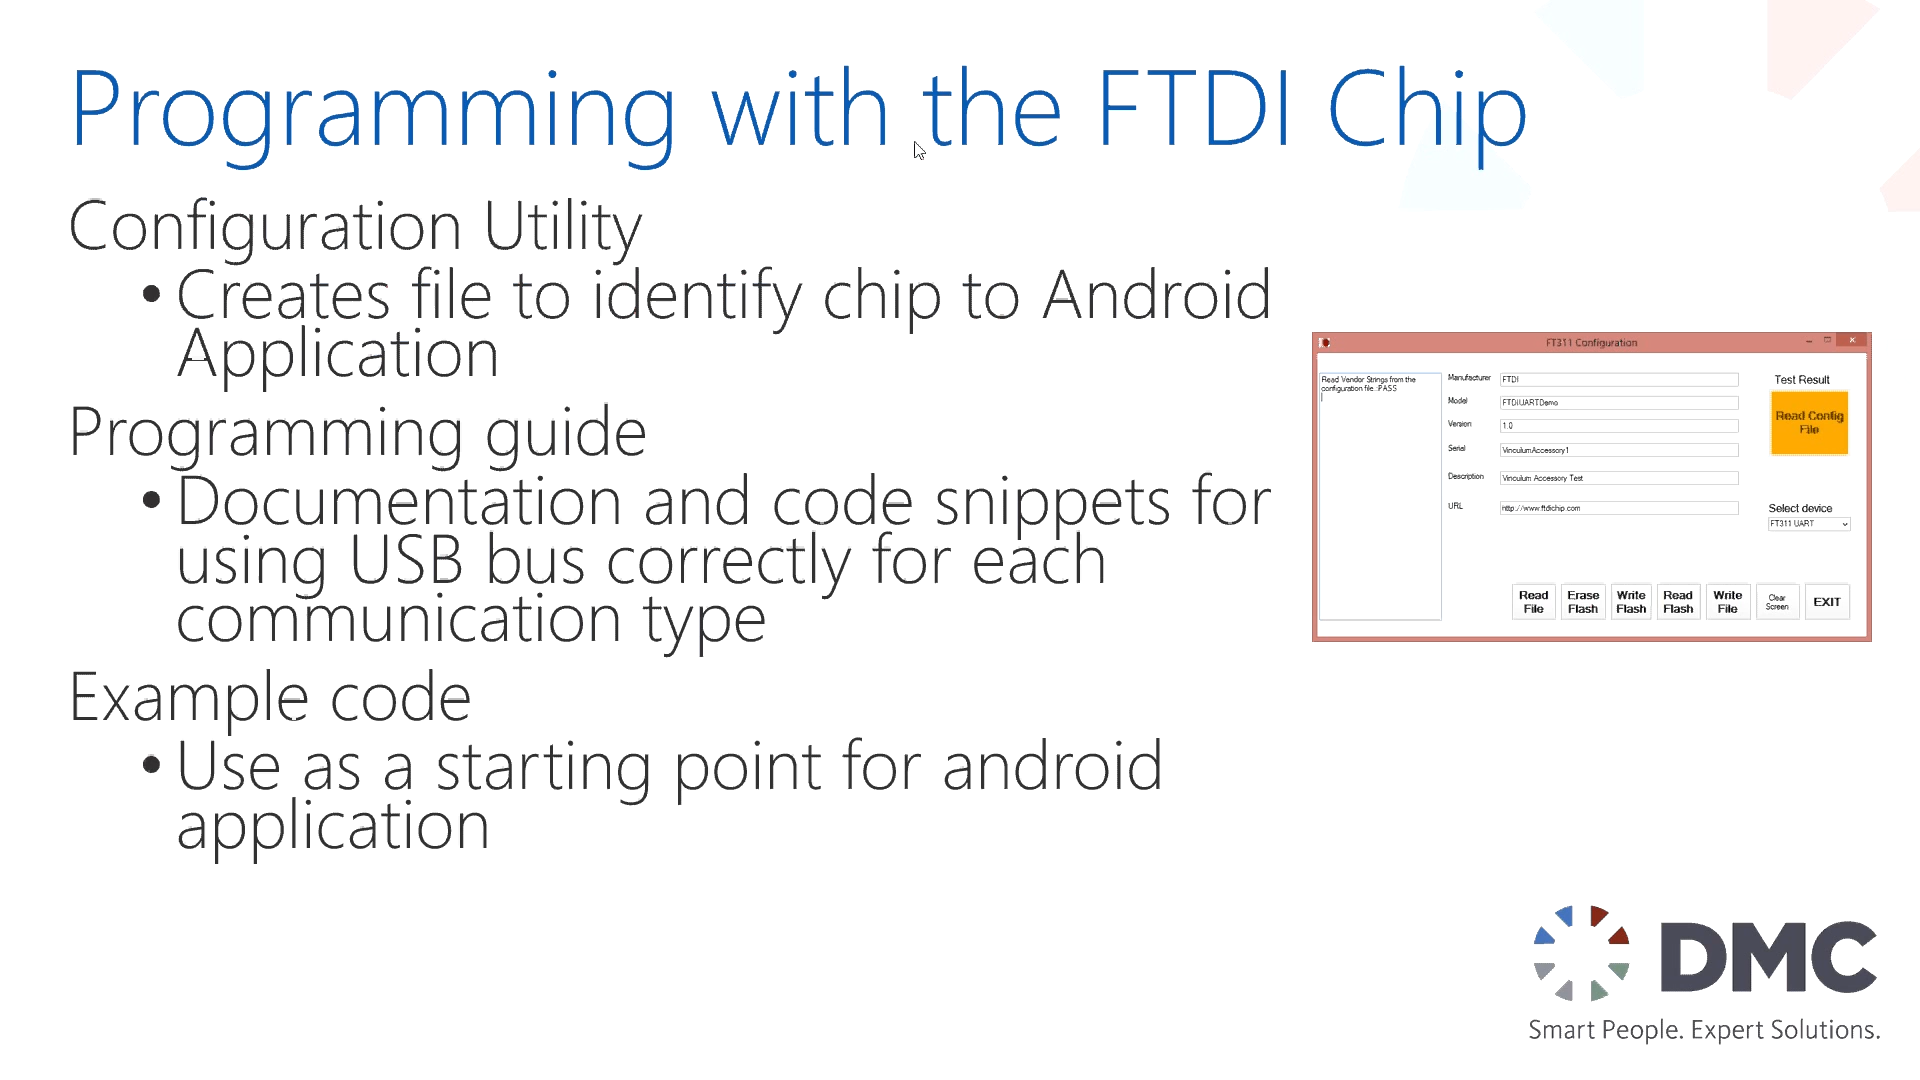 Programming with the FTDI Chip
Configuration Utility
• Creates file to identify chip to Android
Application
Programming guide
• Documentation and code snippets for
using USB bus correctly for each
communication type
Example code
• Use as a starting point for android
application
FT311 Configuration
Read Vendor Strings from the
configuration file..PASS
Manufacturer FTDI
Model FTDIUARTDemo
Version 1.0
Serial VinculumAccessory1
Description Vinculum Accessory Test
URL http://www.ftdichip.com
Test Result
Read Config
File
Select device
FT311 UART
Read
File
Erase
Flash
Write
Flash
Read
Flash
Write
File
Clear
Screen
EXIT
DMC
Smart People. Expert Solutions.